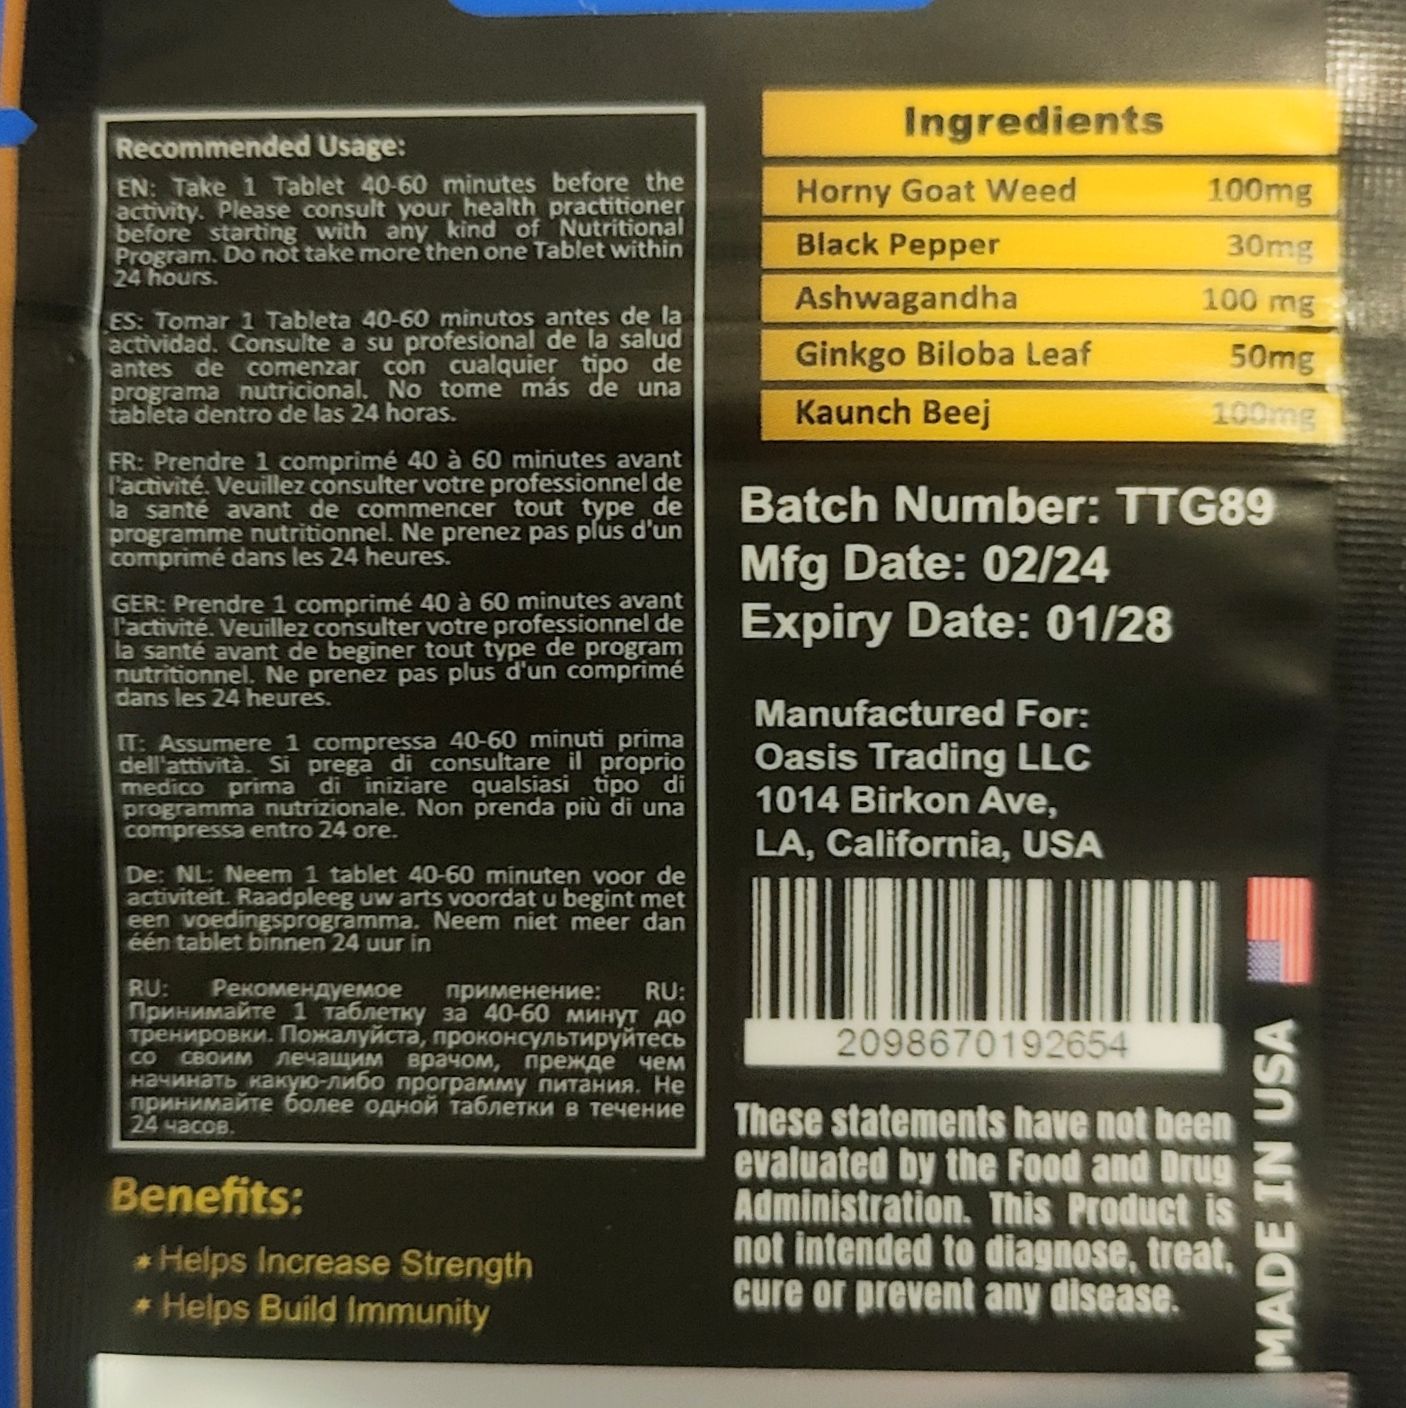 Recommended Usage:
EN: Take 1 Tablet 40-60 minutes before the
activity. Please consult your health practitioner
before starting with any kind of Nutritional
Program. Do not take more then one Tablet within
24 hours.
ES: Tomar 1 Tableta 40-60 minutos antes de la
actividad. Consulte a su profesional de la salud
antes de comenzar con cualquier tipo de
programa nutricional. No tome más de una
tableta dentro de las 24 horas.
FR: Prendre 1 comprimé 40 à 60 minutes avant
l'activité. Veuillez consulter votre professionnel de
la santé avant de commencer tout type de
programme nutritionnel. Ne prenez pas plus d'un
comprimé dans les 24 heures.
GER: Prendre 1 comprimé 40 à 60 minutes avant
l'activité. Veuillez consulter votre professionnel de
la santé avant de beginer tout type de program
nutritionnel. Ne prenez pas plus d'un comprimé
dans les 24 heures.
IT: Assumere 1 compressa 40-60 minuti prima
dell'attività. Si prega di consultare il proprio
medico prima di iniziare qualsiasi tipo di
programma nutrizionale. Non prenda più di una
compressa entro 24 ore.
De: NL: Neem 1 tablet 40-60 minuten voor de
activiteit. Raadpleeg uw arts voordat u begint met
een voedingsprogramma. Neem niet meer dan
één tablet binnen 24 uur in
RU: Рекомендуемое применение: RU:
Принимайте 1 таблетку за 40-60 минут до
тренировки. Пожалуйста, проконсультируйтесь
со своим лечащим врачом, прежде чем
начинать какую-либо программу питания. Не
принимайте более одной таблетки в течение
24 часов.
Benefits:
* Helps Increase Strength
* Helps Build Immunity
Ingredients
Horny Goat Weed 100mg
Black Pepper 30mg
Ashwagandha 100 mg
Ginkgo Biloba Leaf 50mg
Kaunch Beej 100mg
Batch Number: TTG89
Mfg Date: 02/24
Expiry Date: 01/28
Manufactured For:
Oasis Trading LLC
1014 Birkon Ave,
LA, California, USA
2098670192654
MADE IN USA
These statements have not been
evaluated by the Food and Drug
Administration. This Product is
not intended to diagnose, treat,
cure or prevent any disease.